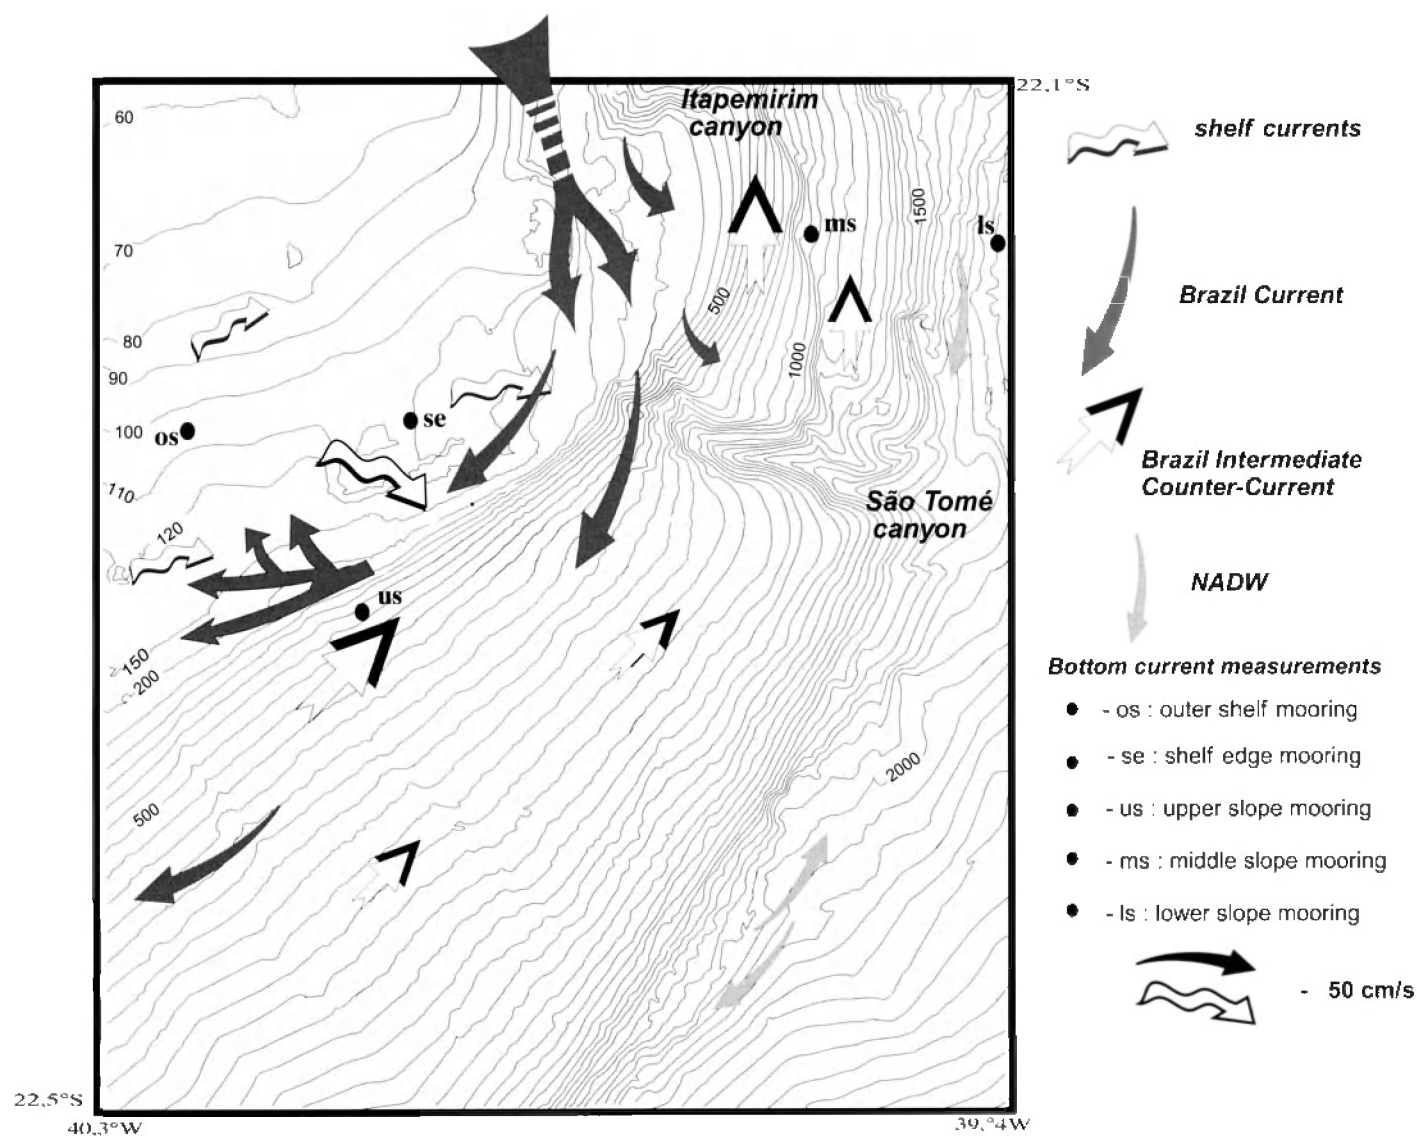 22,1°S
Itapemirim
canyon
60
70
80
90
100
110
120
150
200
500
500
1000
1500
2000
ms
ls
os
se
us
São Tomé
canyon
22,5°S
40,3°W
39,°4W
shelf currents
Brazil Current
Brazil Intermediate
Counter-Current
NADW
Bottom current measurements
- os : outer shelf mooring
- se : shelf edge mooring
- us : upper slope mooring
- ms : middle slope mooring
- ls : lower slope mooring
- 50 cm/s